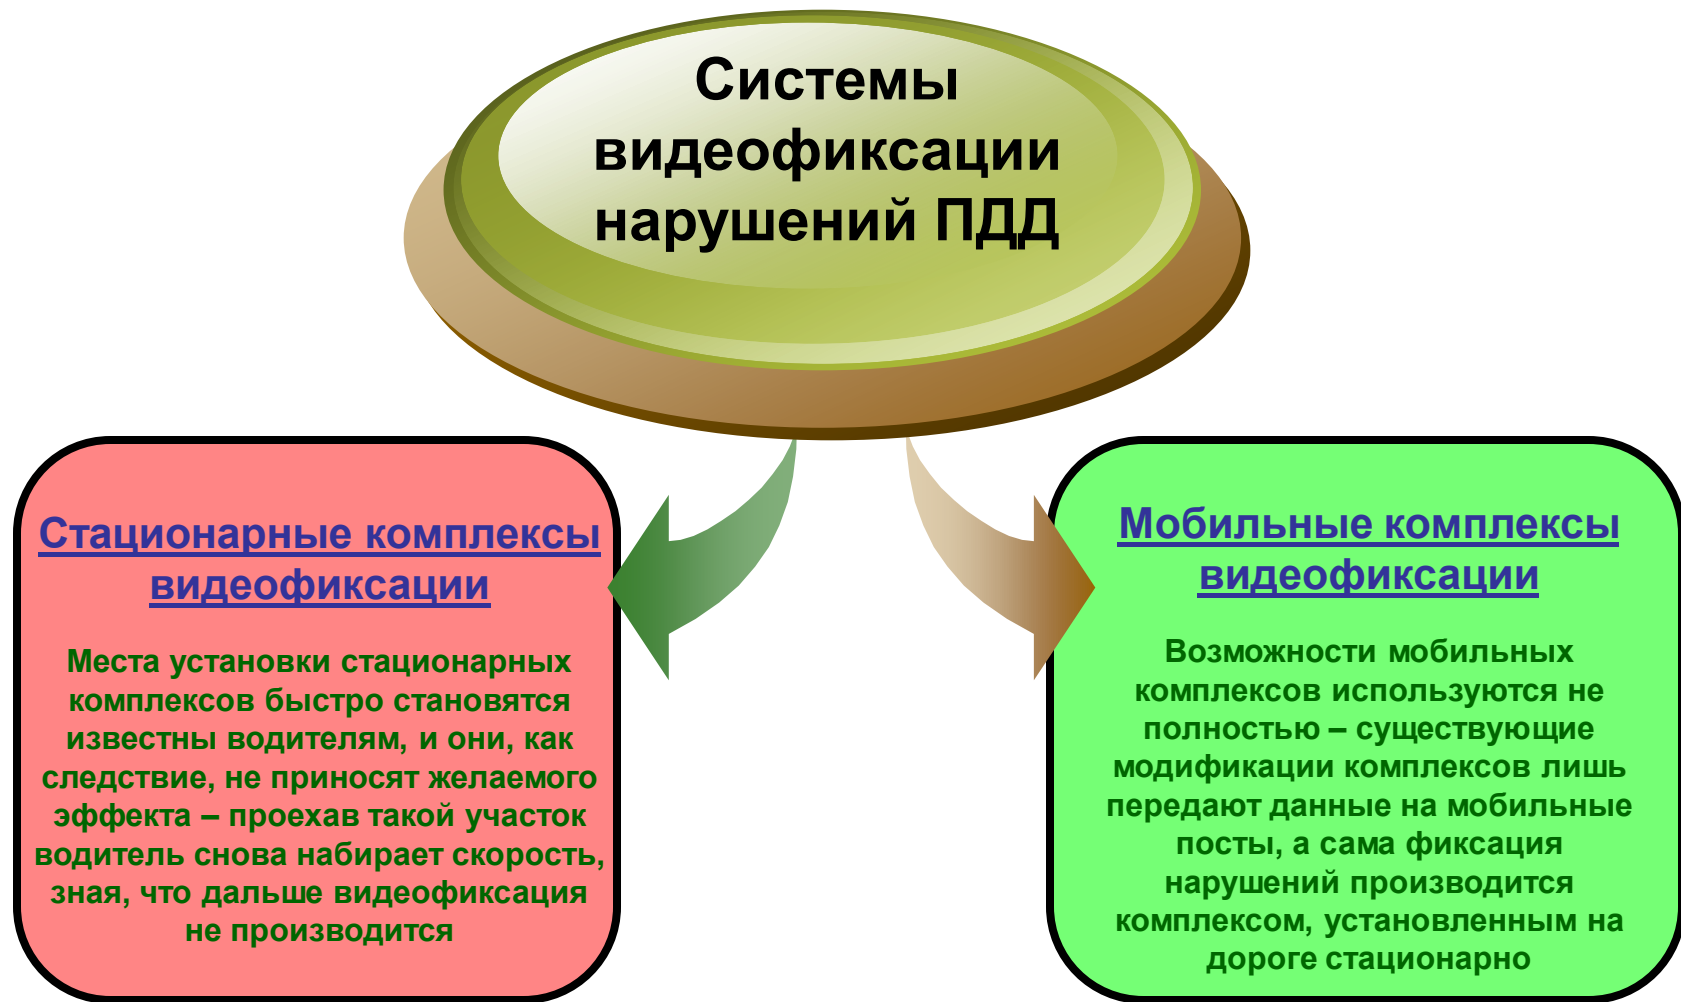 Системы
видеофиксации
нарушений ПДД
Стационарные комплексы
видеофиксации
Места установки стационарных
комплексов быстро становятся
известны водителям, и они, как
следствие, не приносят желаемого
эффекта – проехав такой участок
водитель снова набирает скорость,
зная, что дальше видеофиксация
не производится
Мобильные комплексы
видеофиксации
Возможности мобильных
комплексов используются не
полностью – существующие
модификации комплексов лишь
передают данные на мобильные
посты, а сама фиксация
нарушений производится
комплексом, установленным на
дороге стационарно